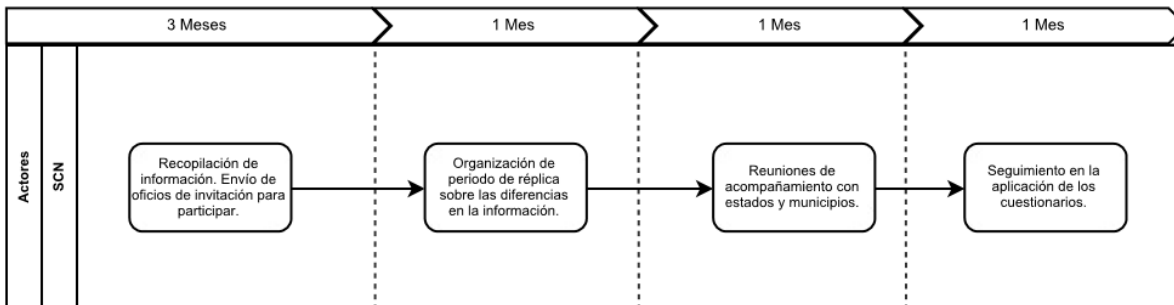 3 Meses
1 Mes
1 Mes
1 Mes
Actores
SCN
Recopilación de
información. Envío de
oficios de invitación para
participar.
Organización de
periodo de réplica
sobre las diferencias
en la información.
Reuniones de
acompañamiento con
estados y municipios.
Seguimiento en la
aplicación de los
cuestionarios.